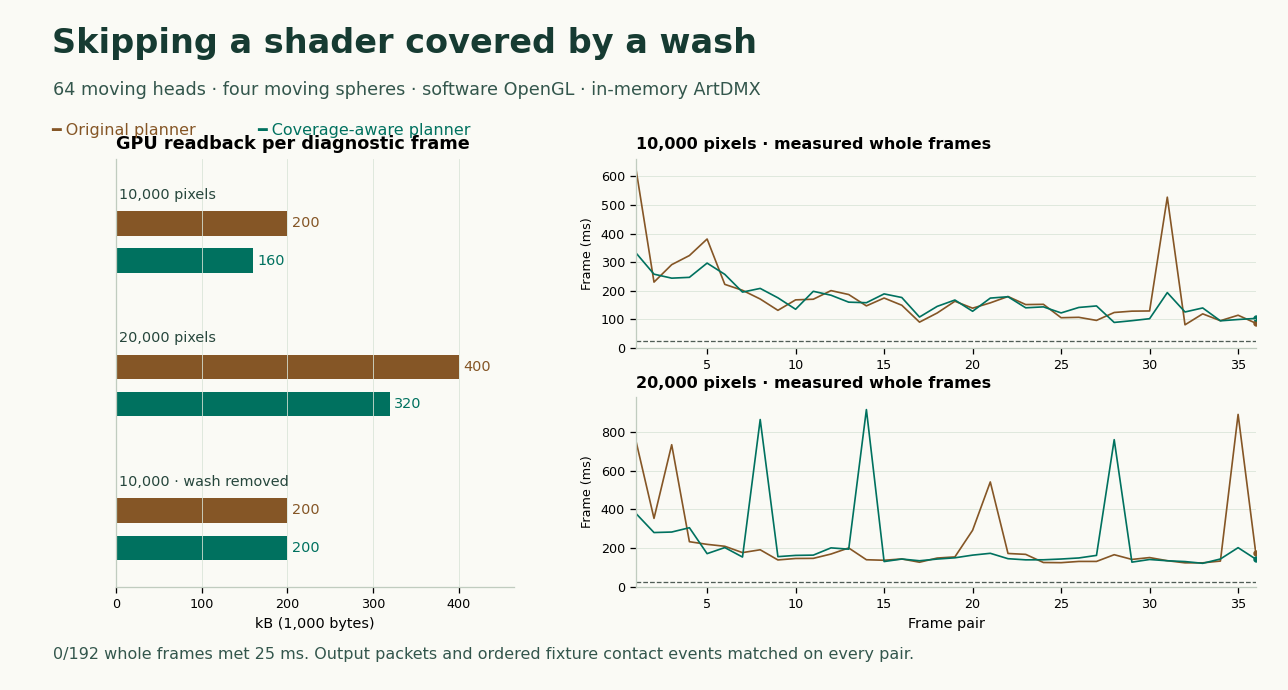 Skipping a shader covered by a wash
64 moving heads · four moving spheres · software OpenGL · in-memory ArtDMX
Original planner
Coverage-aware planner
GPU readback per diagnostic frame
10,000 pixels
200
160
20,000 pixels
400
320
10,000 · wash removed
200
200
0 100 200 300 400
kB (1,000 bytes)
10,000 pixels · measured whole frames
Frame (ms)
600
500
400
300
200
100
0
5 10 15 20 25 30 35
20,000 pixels · measured whole frames
Frame (ms)
800
600
400
200
0
5 10 15 20 25 30 35
Frame pair
0/192 whole frames met 25 ms. Output packets and ordered fixture contact events matched on every pair.